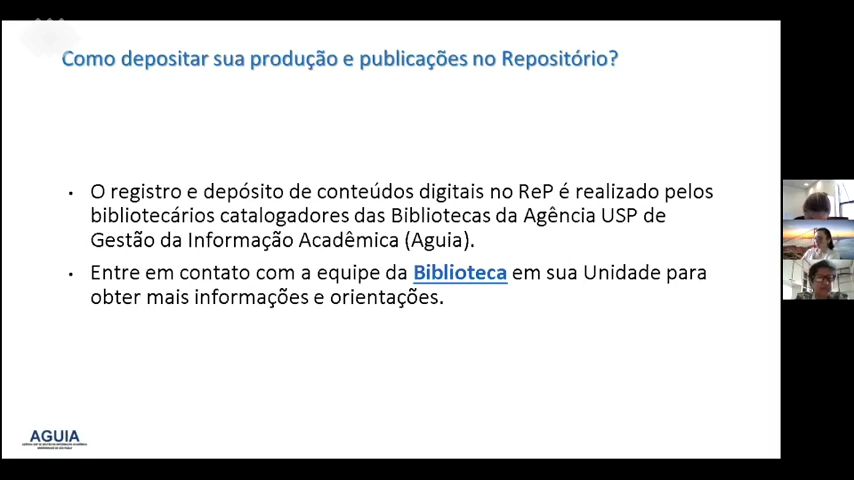 Como depositar sua produção e publicações no Repositório?
• O registro e depósito de conteúdos digitais no ReP é realizado pelos
bibliotecários catalogadores das Bibliotecas da Agência USP de
Gestão da Informação Acadêmica (Aguia).
• Entre em contato com a equipe da Biblioteca em sua Unidade para
obter mais informações e orientações.
AGUIA